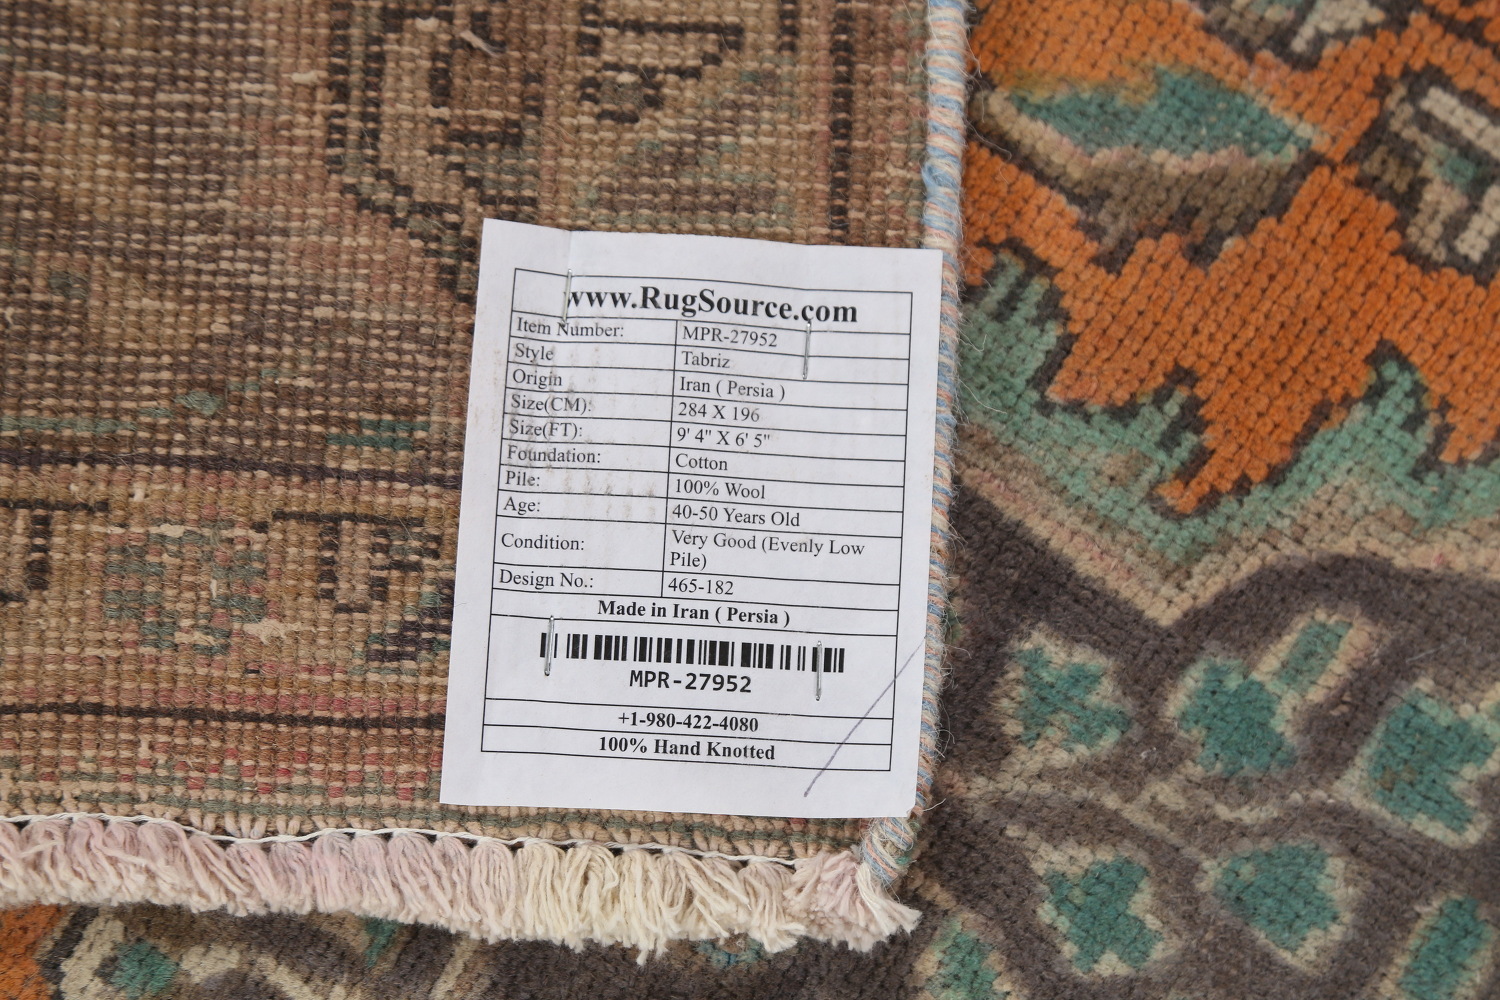 www.RugSource.com
Item Number: MPR-27952
Style Tabriz
Origin Iran ( Persia )
Size(CM): 284 X 196
Size(FT): 9' 4" X 6' 5"
Foundation: Cotton
Pile: 100% Wool
Age: 40-50 Years Old
Condition: Very Good (Evenly Low
Pile)
Design No.: 465-182
Made in Iran ( Persia )
MPR-27952
+1-980-422-4080
100% Hand Knotted